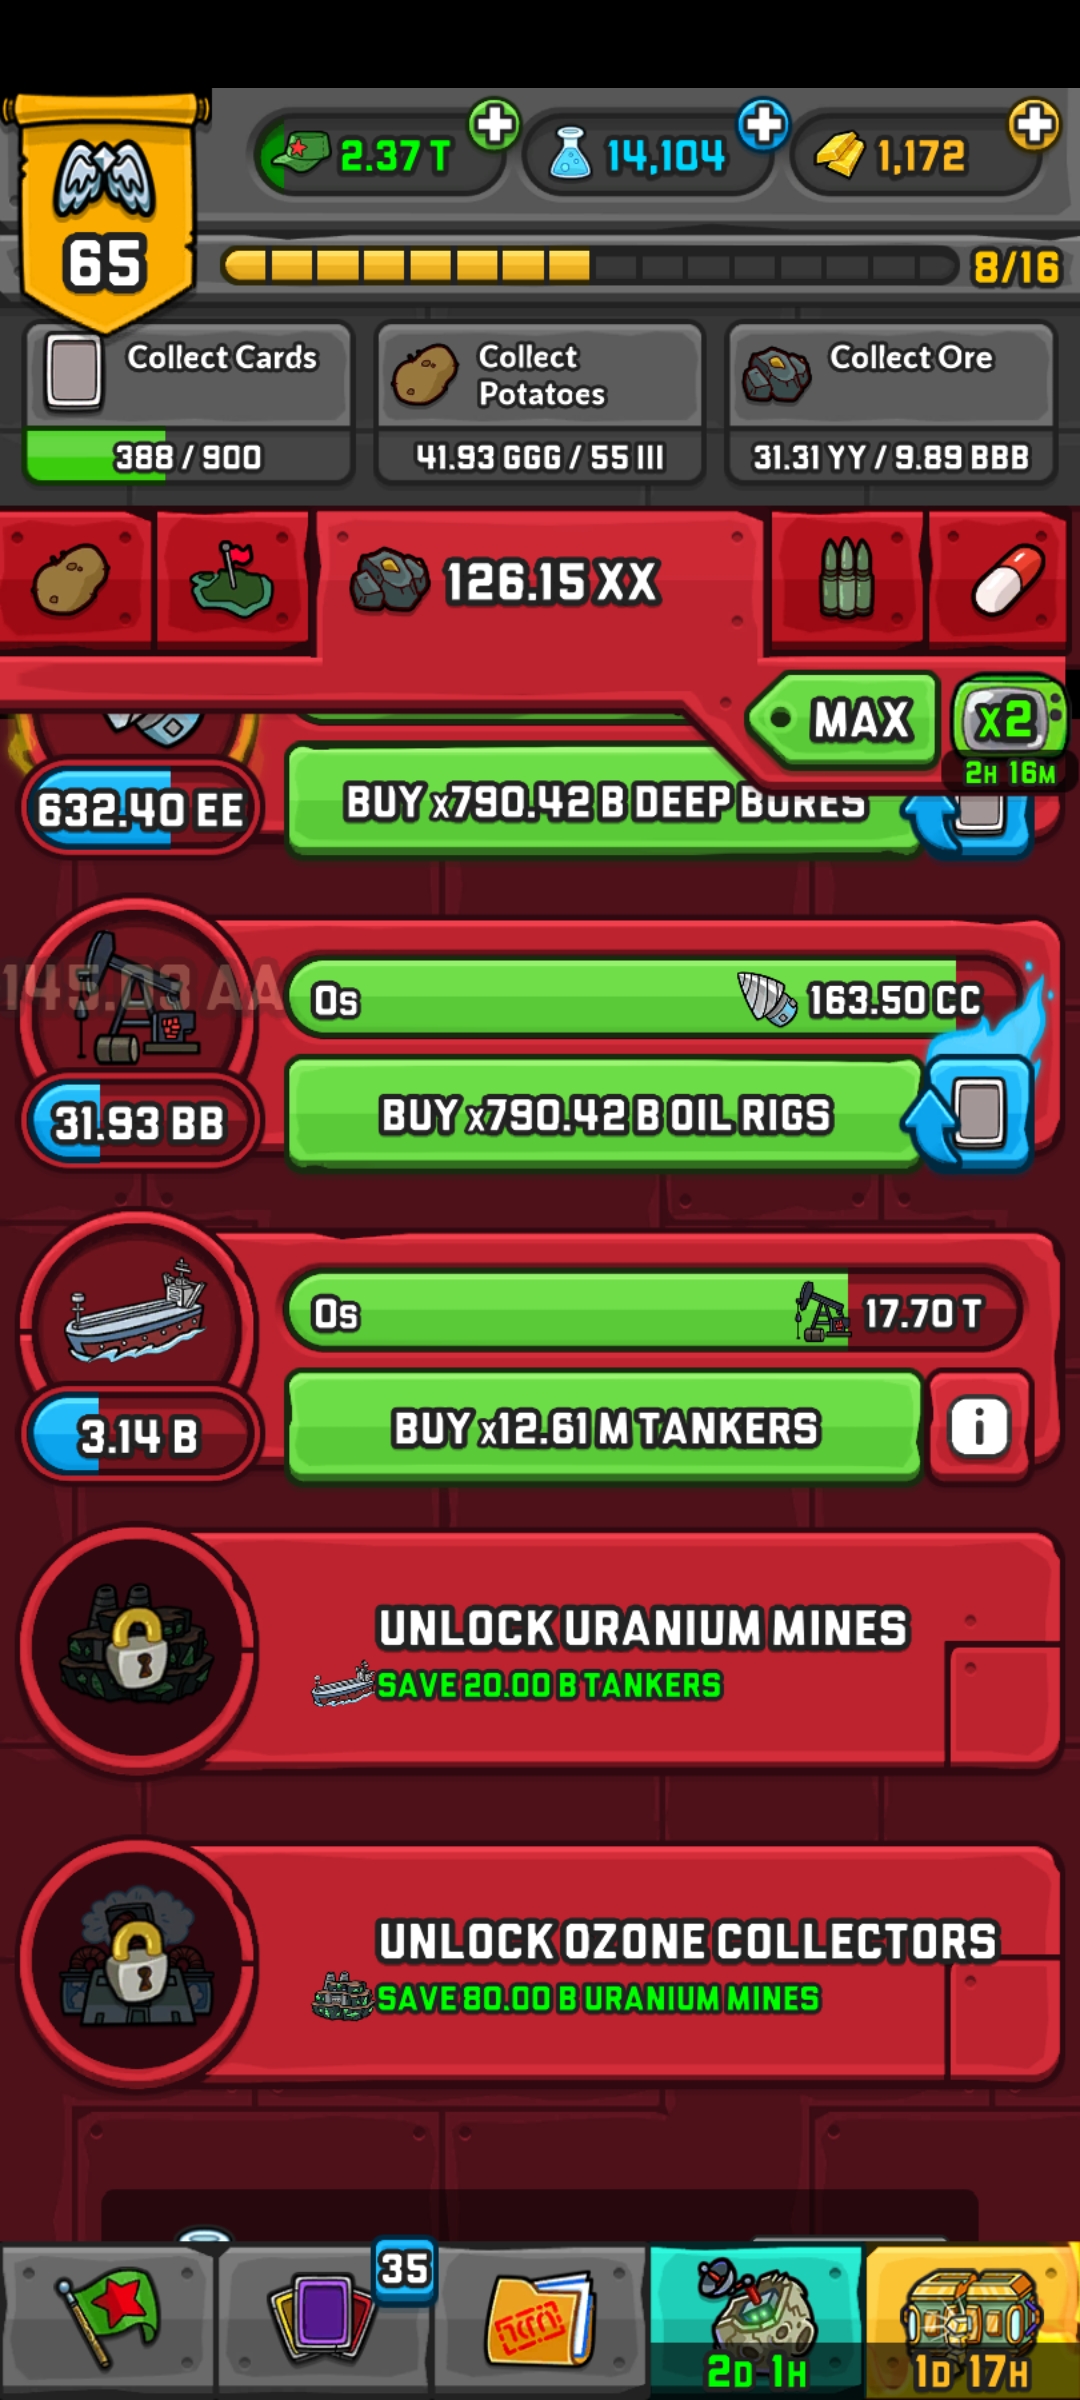 2.37 T
14,104
1,172
65
8/16
Collect Cards
388 / 900
Collect
Potatoes
41.93 GGG / 55 III
Collect Ore
31.31 YY / 9.89 BBB
126.15 XX
MAX
x2
2H 16M
632.40 EE
BUY x790.42 B DEEP BORES
145.03 AA
0s
163.50 CC
31.93 BB
BUY x790.42 B OIL RIGS
0s
17.70 T
3.14 B
BUY x12.61 M TANKERS
i
UNLOCK URANIUM MINES
SAVE 20.00 B TANKERS
UNLOCK OZONE COLLECTORS
SAVE 80.00 B URANIUM MINES
35
2D 1H
1D 17H